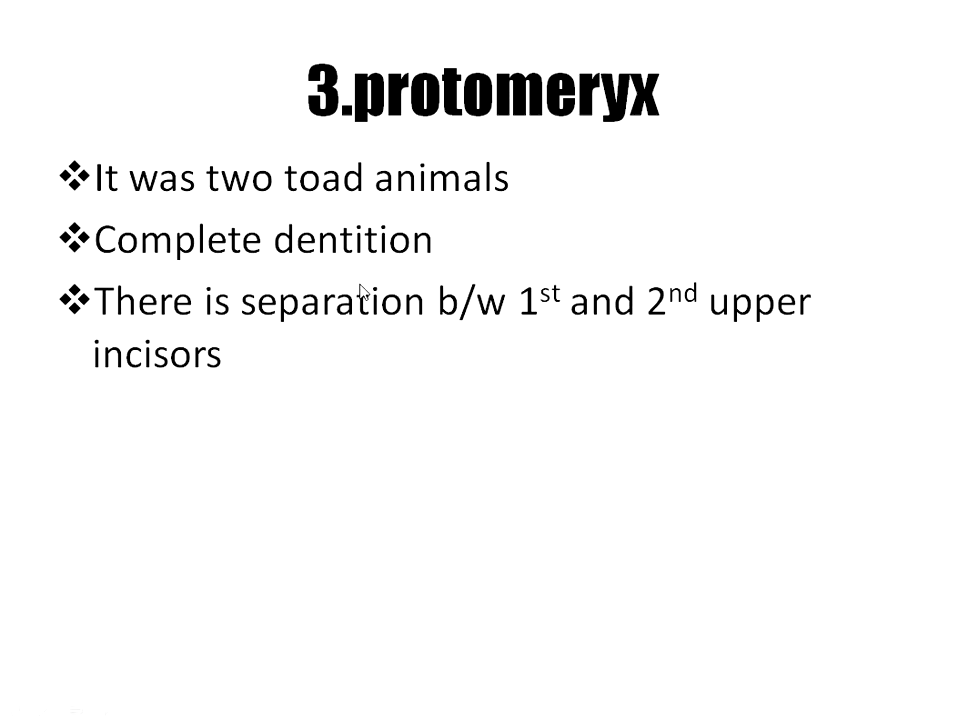 3.protomeryx
❖It was two toad animals
❖Complete dentition
❖There is separation b/w 1st and 2nd upper
incisors